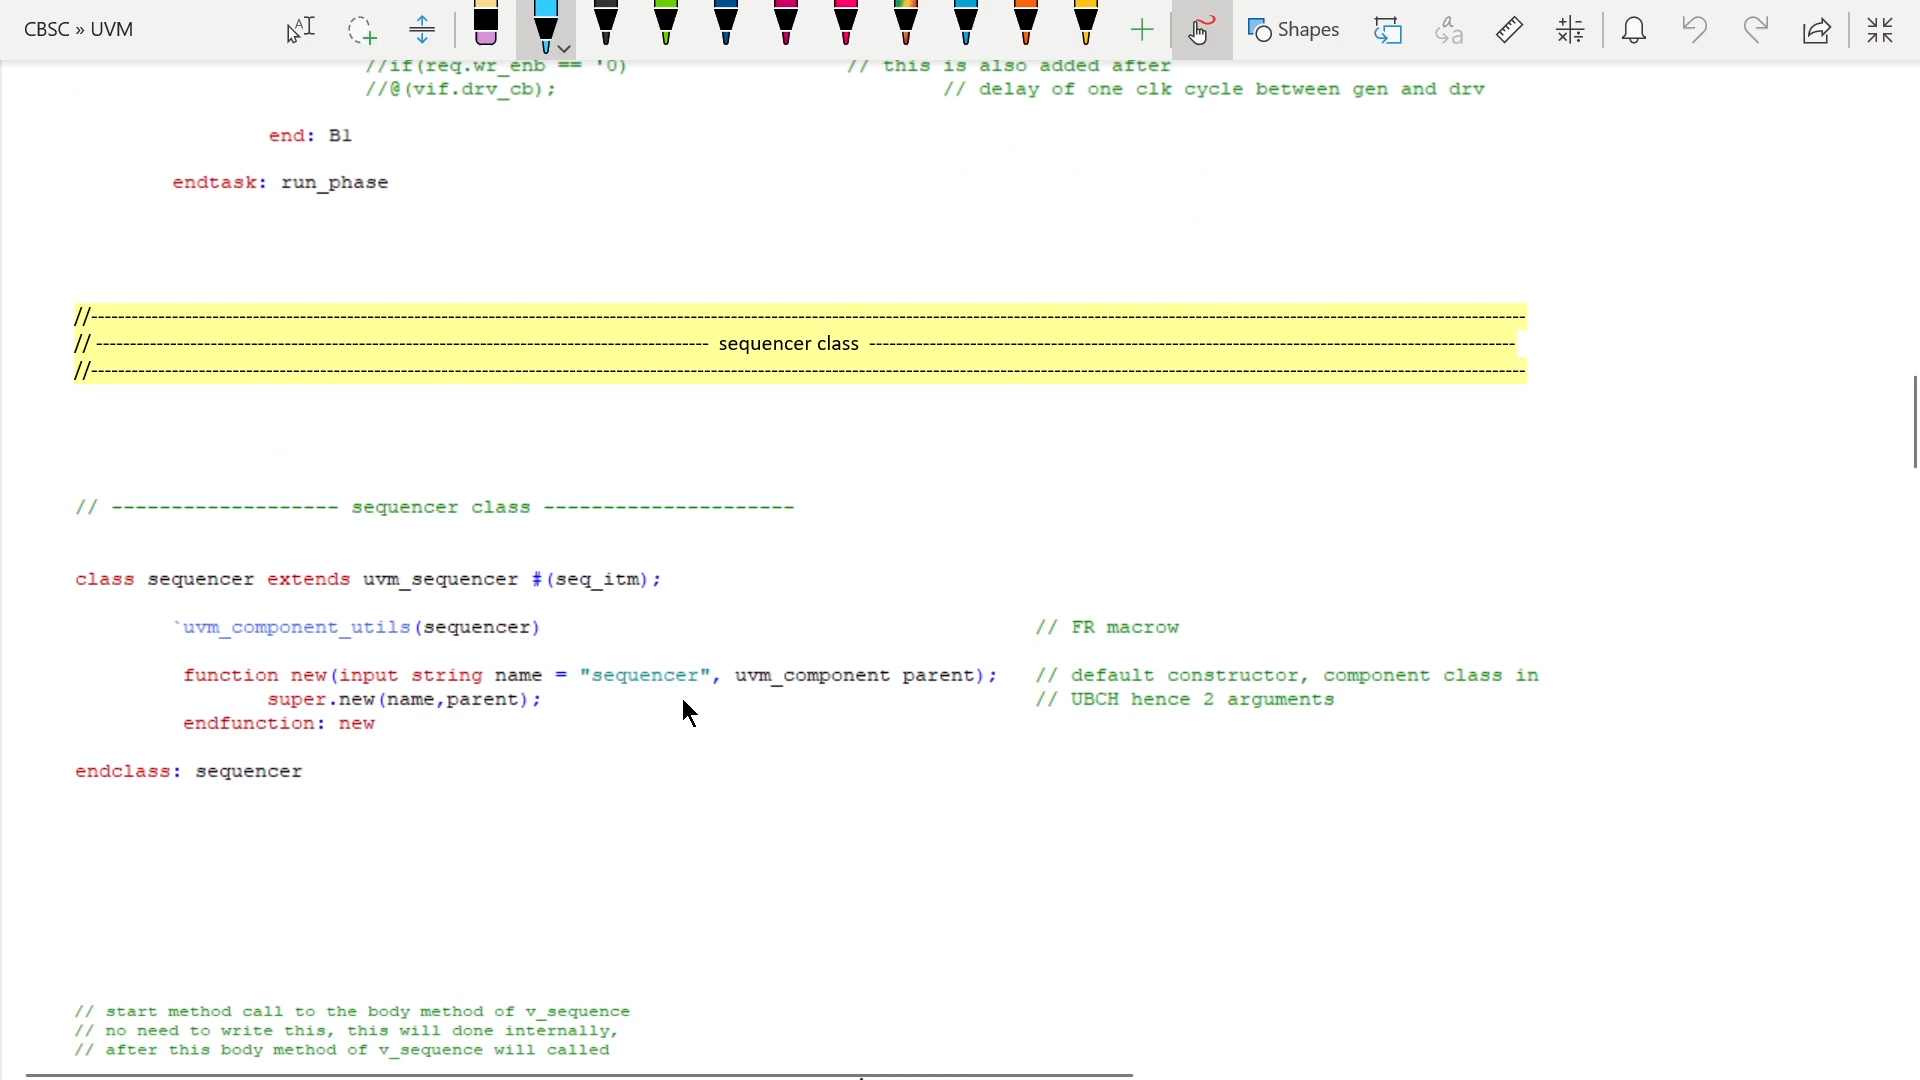 CBSC » UVM
Shapes
//if(req.wr_enb == '0) // this is also added after
//@(vif.drv_cb); // delay of one clk cycle between gen and drv
end: B1
endtask: run_phase
//------------------------------------------------------------
// ------------------------------ sequencer class ------------------------------
//------------------------------------------------------------
// ------------------- sequencer class ---------------------
class sequencer extends uvm_sequencer #(seq_itm);
`uvm_component_utils(sequencer) // FR macrow
function new(input string name = "sequencer", uvm_component parent); // default constructor, component class in
super.new(name,parent); // UBCH hence 2 arguments
endfunction: new
endclass: sequencer
// start method call to the body method of v_sequence
// no need to write this, this will done internally,
// after this body method of v_sequence will called